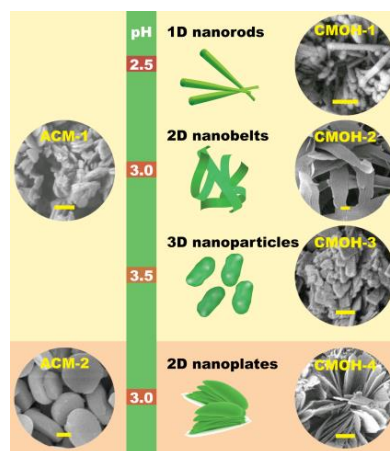 pH
1D nanorods
CMOH-1
2.5
ACM-1
2D nanobelts
CMOH-2
3.0
3D nanoparticles
CMOH-3
3.5
ACM-2
2D nanoplates
CMOH-4
3.0